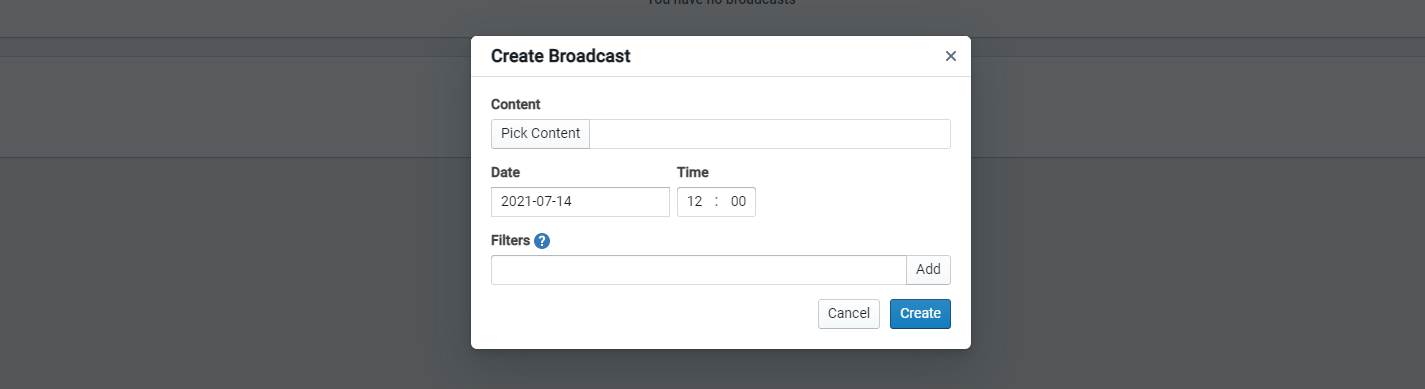 You have no broadcasts
Create Broadcast ×
Content
Pick Content
Date Time
2021-07-14 12 : 00
Filters ?
Add
Cancel Create